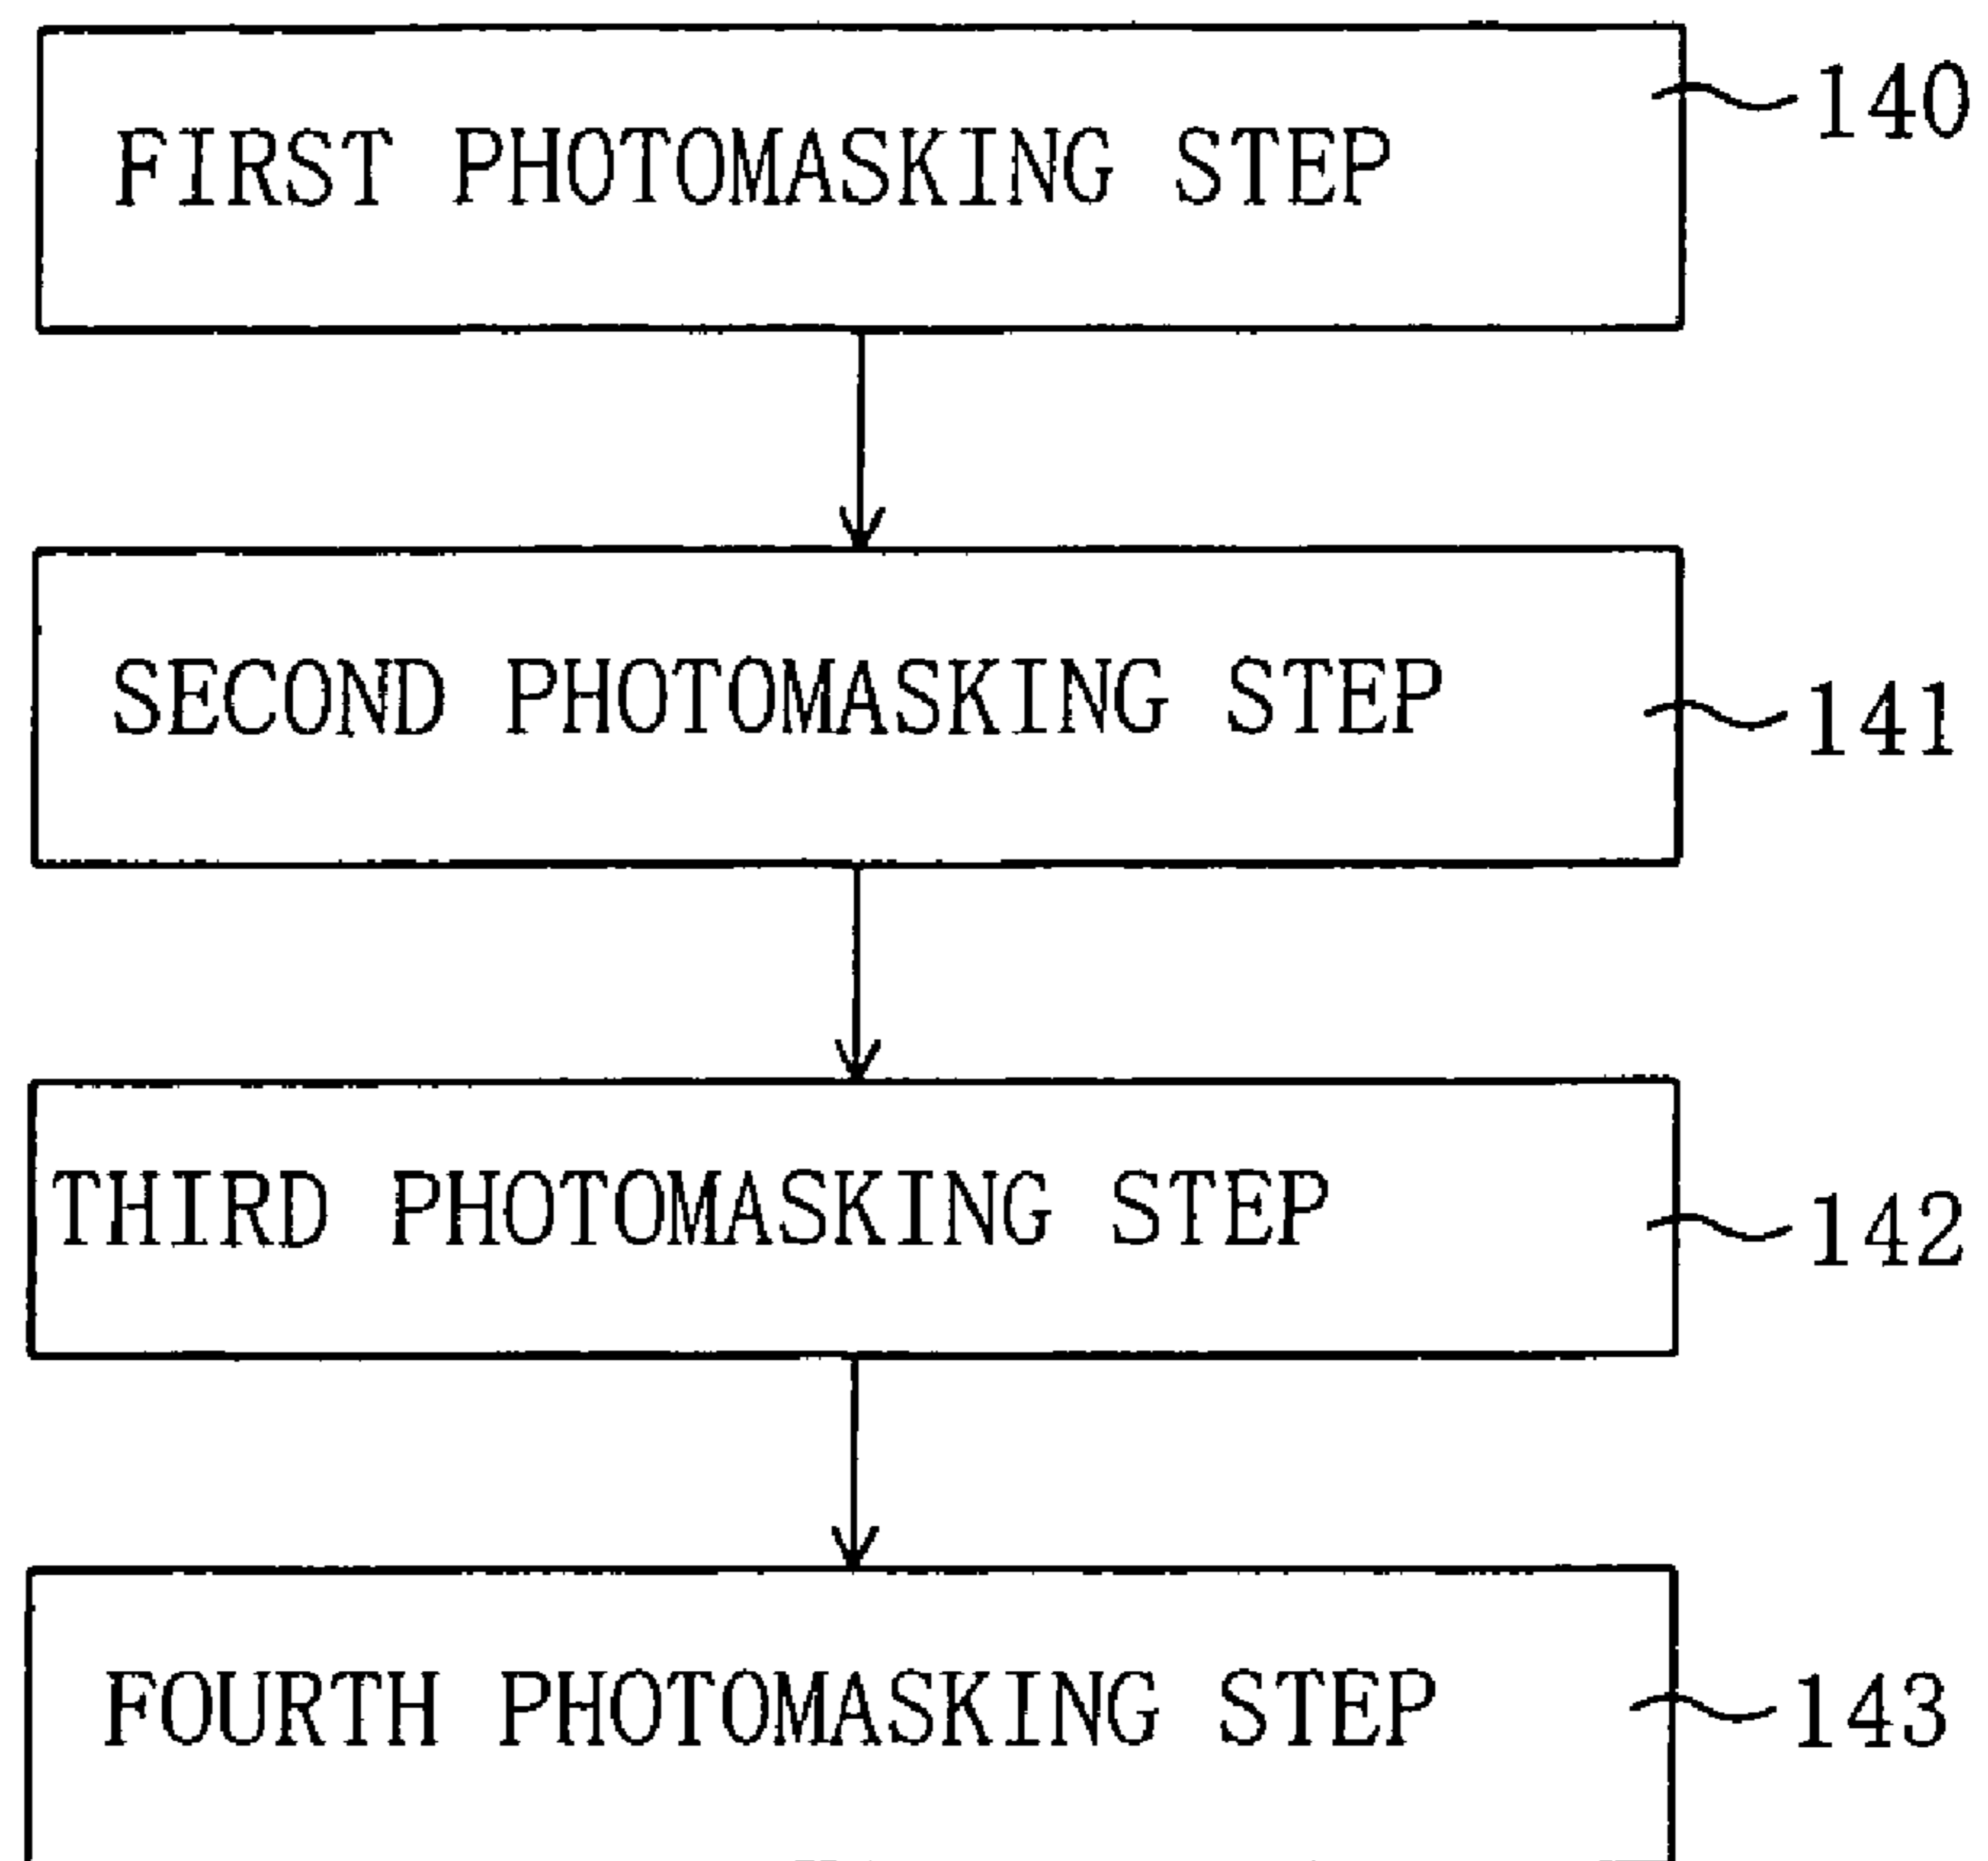 FIRST PHOTOMASKING STEP
140
SECOND PHOTOMASKING STEP
141
THIRD PHOTOMASKING STEP
142
FOURTH PHOTOMASKING STEP
143